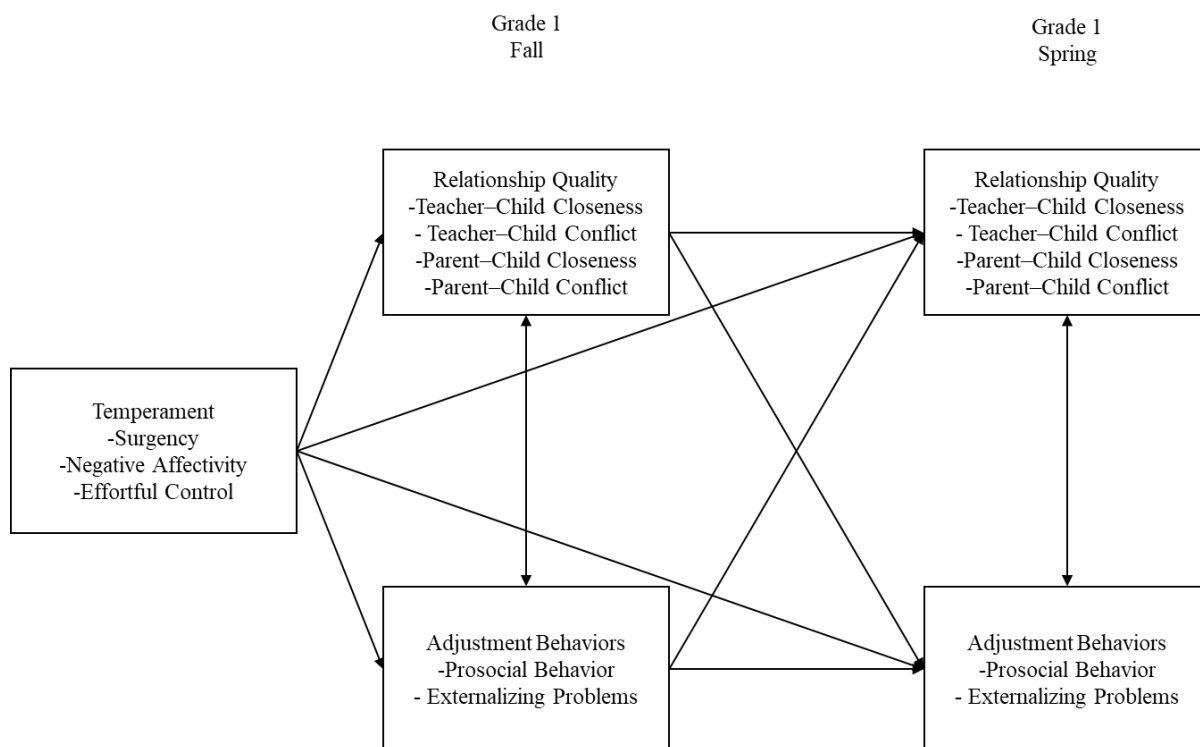 Grade 1
Fall
Grade 1
Spring
Relationship Quality
-Teacher–Child Closeness
- Teacher–Child Conflict
-Parent–Child Closeness
-Parent–Child Conflict
Relationship Quality
-Teacher–Child Closeness
- Teacher–Child Conflict
-Parent–Child Closeness
-Parent–Child Conflict
Temperament
-Surgency
-Negative Affectivity
-Effortful Control
Adjustment Behaviors
-Prosocial Behavior
- Externalizing Problems
Adjustment Behaviors
-Prosocial Behavior
- Externalizing Problems